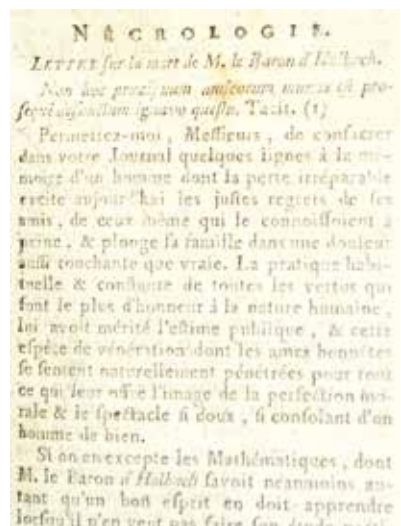 NÉCROLOGIE.
LETTRE ſur la mort de M. le Baron d'Holbach.
Non hoc præcipuum amicorum munus eſt pro-
ſequi defunctum ignavo queſtu. Tacit. (1)
Permettez-moi, Meſſieurs, de conſacrer
dans votre Journal quelques lignes à la mé-
moire d'un homme dont la perte irréparable
excite aujourd'hui les juſtes regrets de ſes
amis, de ceux même qui le connoiſſoient à
peine, & plonge ſa famille dans une douleur
auſſi touchante que vraie. La pratique habi-
tuelle & conſtante de toutes les vertus qui
font le plus d'honneur à la nature humaine,
lui avoit mérité l'eſtime publique, & cette
eſpèce de vénération dont les ames honnêtes
ſe ſentent naturellement pénétrées pour tout
ce qui leur offre l'image de la perfection mo-
rale & le ſpectacle ſi doux, ſi conſolant d'un
homme de bien.
Si on en excepte les Mathématiques, dont
M. le Baron d'Holbach ſavoit néanmoins au-
tant qu'un bon eſprit en doit apprendre
lorſqu'il n'en veut pas faire ſon